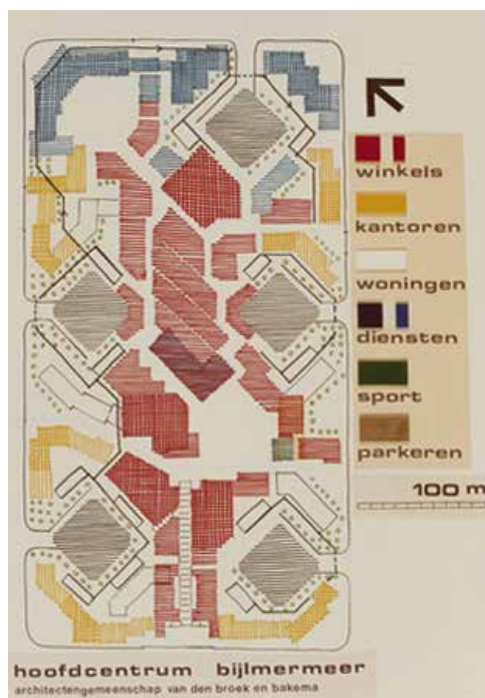 winkels
kantoren
woningen
diensten
sport
parkeren
100 m
hoofdcentrum bijlmermeer
architectengemeenschap van den broek en bakema